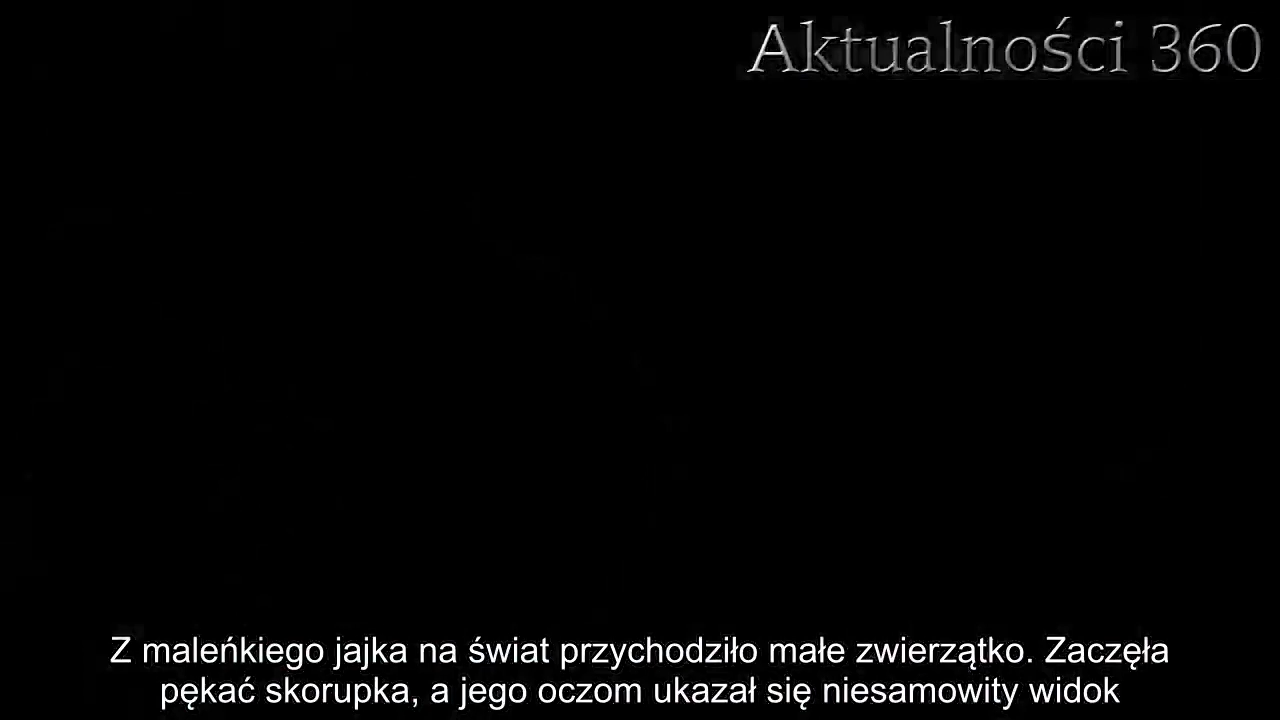 Aktualności 360
Z maleńkiego jajka na świat przychodziło małe zwierzątko. Zaczęła
pękać skorupka, a jego oczom ukazał się niesamowity widok